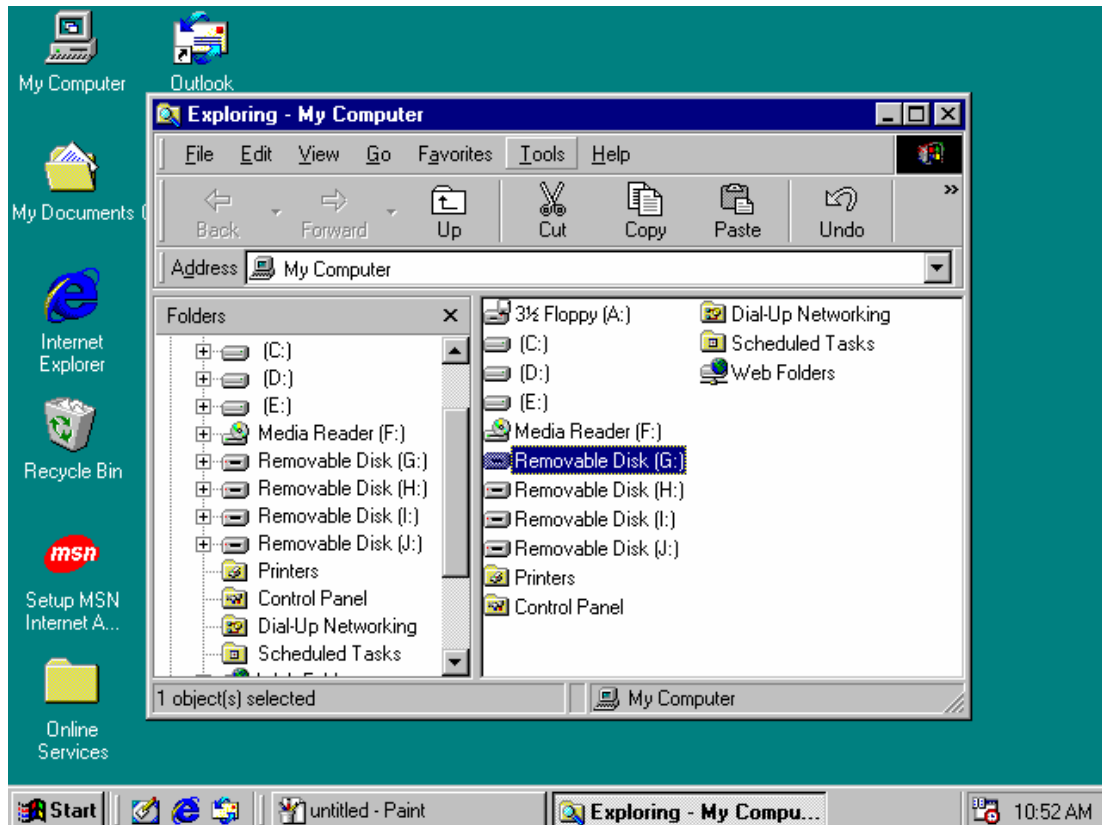 My Computer
Outlook
My Documents
Internet
Explorer
Recycle Bin
msn
Setup MSN
Internet A...
Online
Services
Exploring - My Computer
File Edit View Go Favorites Tools Help
Back Forward Up Cut Copy Paste Undo »
Address My Computer
Folders
(C:)
(D:)
(E:)
Media Reader (F:)
Removable Disk (G:)
Removable Disk (H:)
Removable Disk (I:)
Removable Disk (J:)
Printers
Control Panel
Dial-Up Networking
Scheduled Tasks
3½ Floppy (A:)
(C:)
(D:)
(E:)
Media Reader (F:)
Removable Disk (G:)
Removable Disk (H:)
Removable Disk (I:)
Removable Disk (J:)
Printers
Control Panel
Dial-Up Networking
Scheduled Tasks
Web Folders
1 object(s) selected
My Computer
Start
untitled - Paint
Exploring - My Compu...
10:52 AM